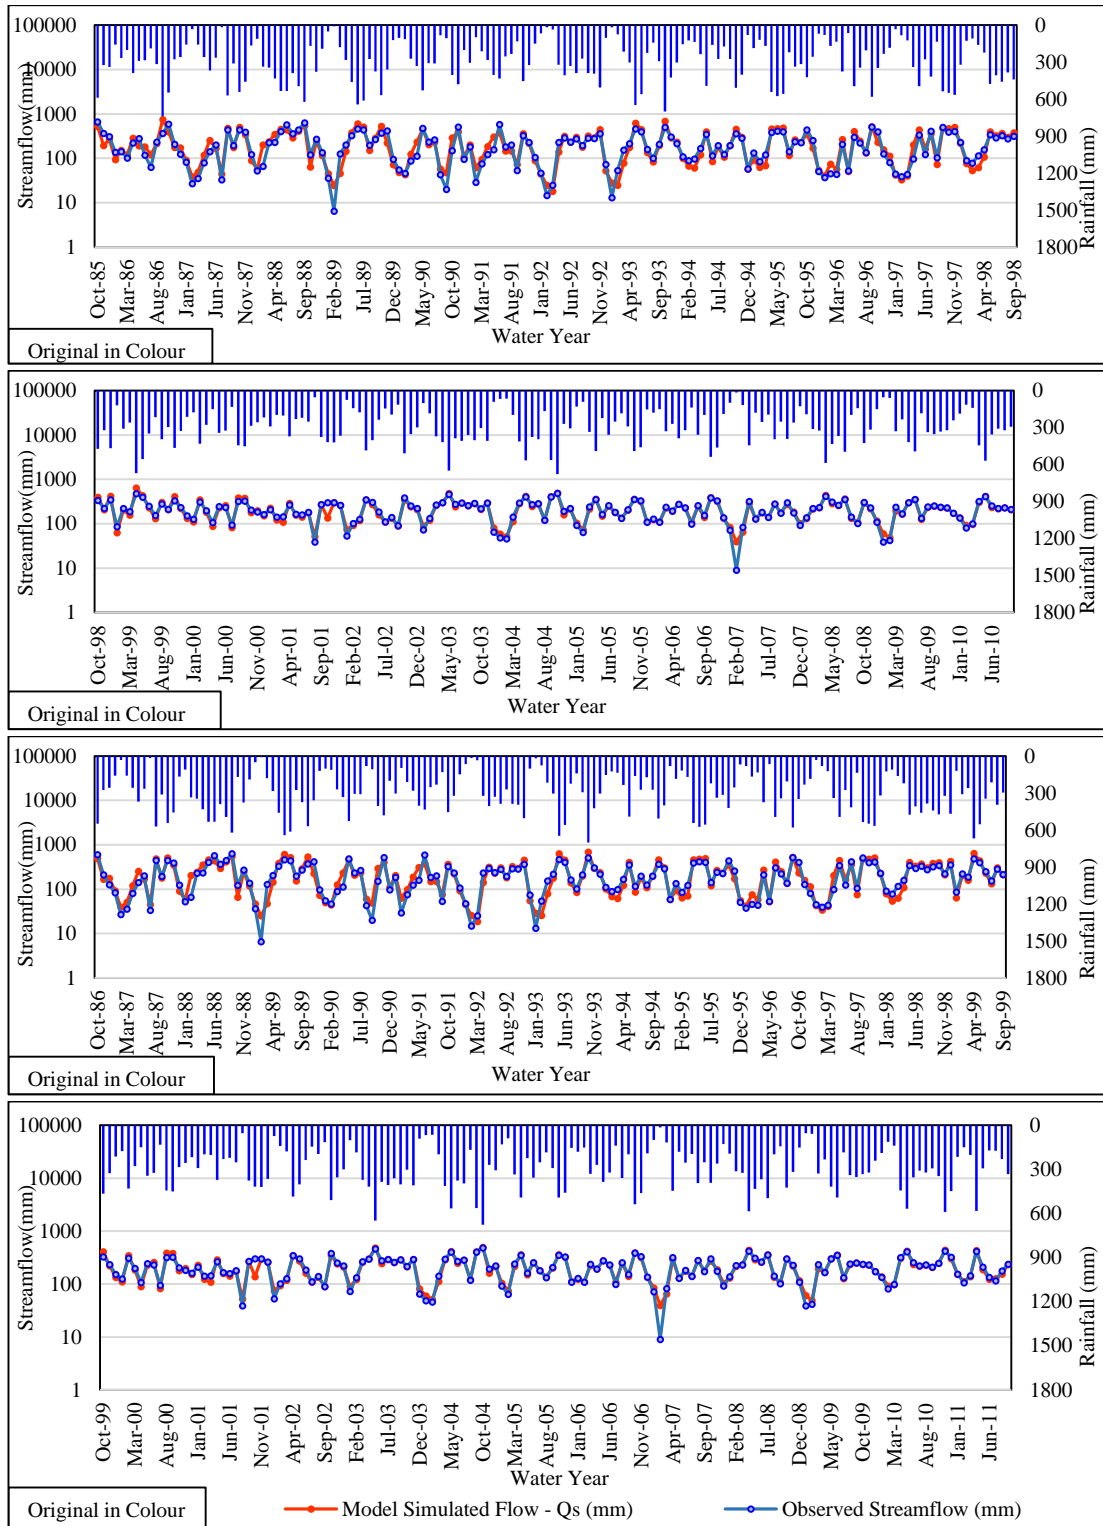 100000
10000
1000
100
10
1
Streamflow(mm)
0
300
600
900
1200
1500
1800
Rainfall (mm)
Oct-85 Mar-86 Aug-86 Jan-87 Jun-87 Nov-87 Apr-88 Sep-88 Feb-89 Jul-89 Dec-89 May-90 Oct-90 Mar-91 Aug-91 Jan-92 Jun-92 Nov-92 Apr-93 Sep-93 Feb-94 Jul-94 Dec-94 May-95 Oct-95 Mar-96 Aug-96 Jan-97 Jun-97 Nov-97 Apr-98 Sep-98
Water Year
Original in Colour
100000
10000
1000
100
10
1
Streamflow(mm)
0
300
600
900
1200
1500
1800
Rainfall (mm)
Oct-98 Mar-99 Aug-99 Jan-00 Jun-00 Nov-00 Apr-01 Sep-01 Feb-02 Jul-02 Dec-02 May-03 Oct-03 Mar-04 Aug-04 Jan-05 Jun-05 Nov-05 Apr-06 Sep-06 Feb-07 Jul-07 Dec-07 May-08 Oct-08 Mar-09 Aug-09 Jan-10 Jun-10
Water Year
Original in Colour
100000
10000
1000
100
10
1
Streamflow(mm)
0
300
600
900
1200
1500
1800
Rainfall (mm)
Oct-86 Mar-87 Aug-87 Jan-88 Jun-88 Nov-88 Apr-89 Sep-89 Feb-90 Jul-90 Dec-90 May-91 Oct-91 Mar-92 Aug-92 Jan-93 Jun-93 Nov-93 Apr-94 Sep-94 Feb-95 Jul-95 Dec-95 May-96 Oct-96 Mar-97 Aug-97 Jan-98 Jun-98 Nov-98 Apr-99 Sep-99
Water Year
Original in Colour
100000
10000
1000
100
10
1
Streamflow(mm)
0
300
600
900
1200
1500
1800
Rainfall (mm)
Oct-99 Mar-00 Aug-00 Jan-01 Jun-01 Nov-01 Apr-02 Sep-02 Feb-03 Jul-03 Dec-03 May-04 Oct-04 Mar-05 Aug-05 Jan-06 Jun-06 Nov-06 Apr-07 Sep-07 Feb-08 Jul-08 Dec-08 May-09 Oct-09 Mar-10 Aug-10 Jan-11 Jun-11
Water Year
Original in Colour
Model Simulated Flow - Qs (mm)
Observed Streamflow (mm)